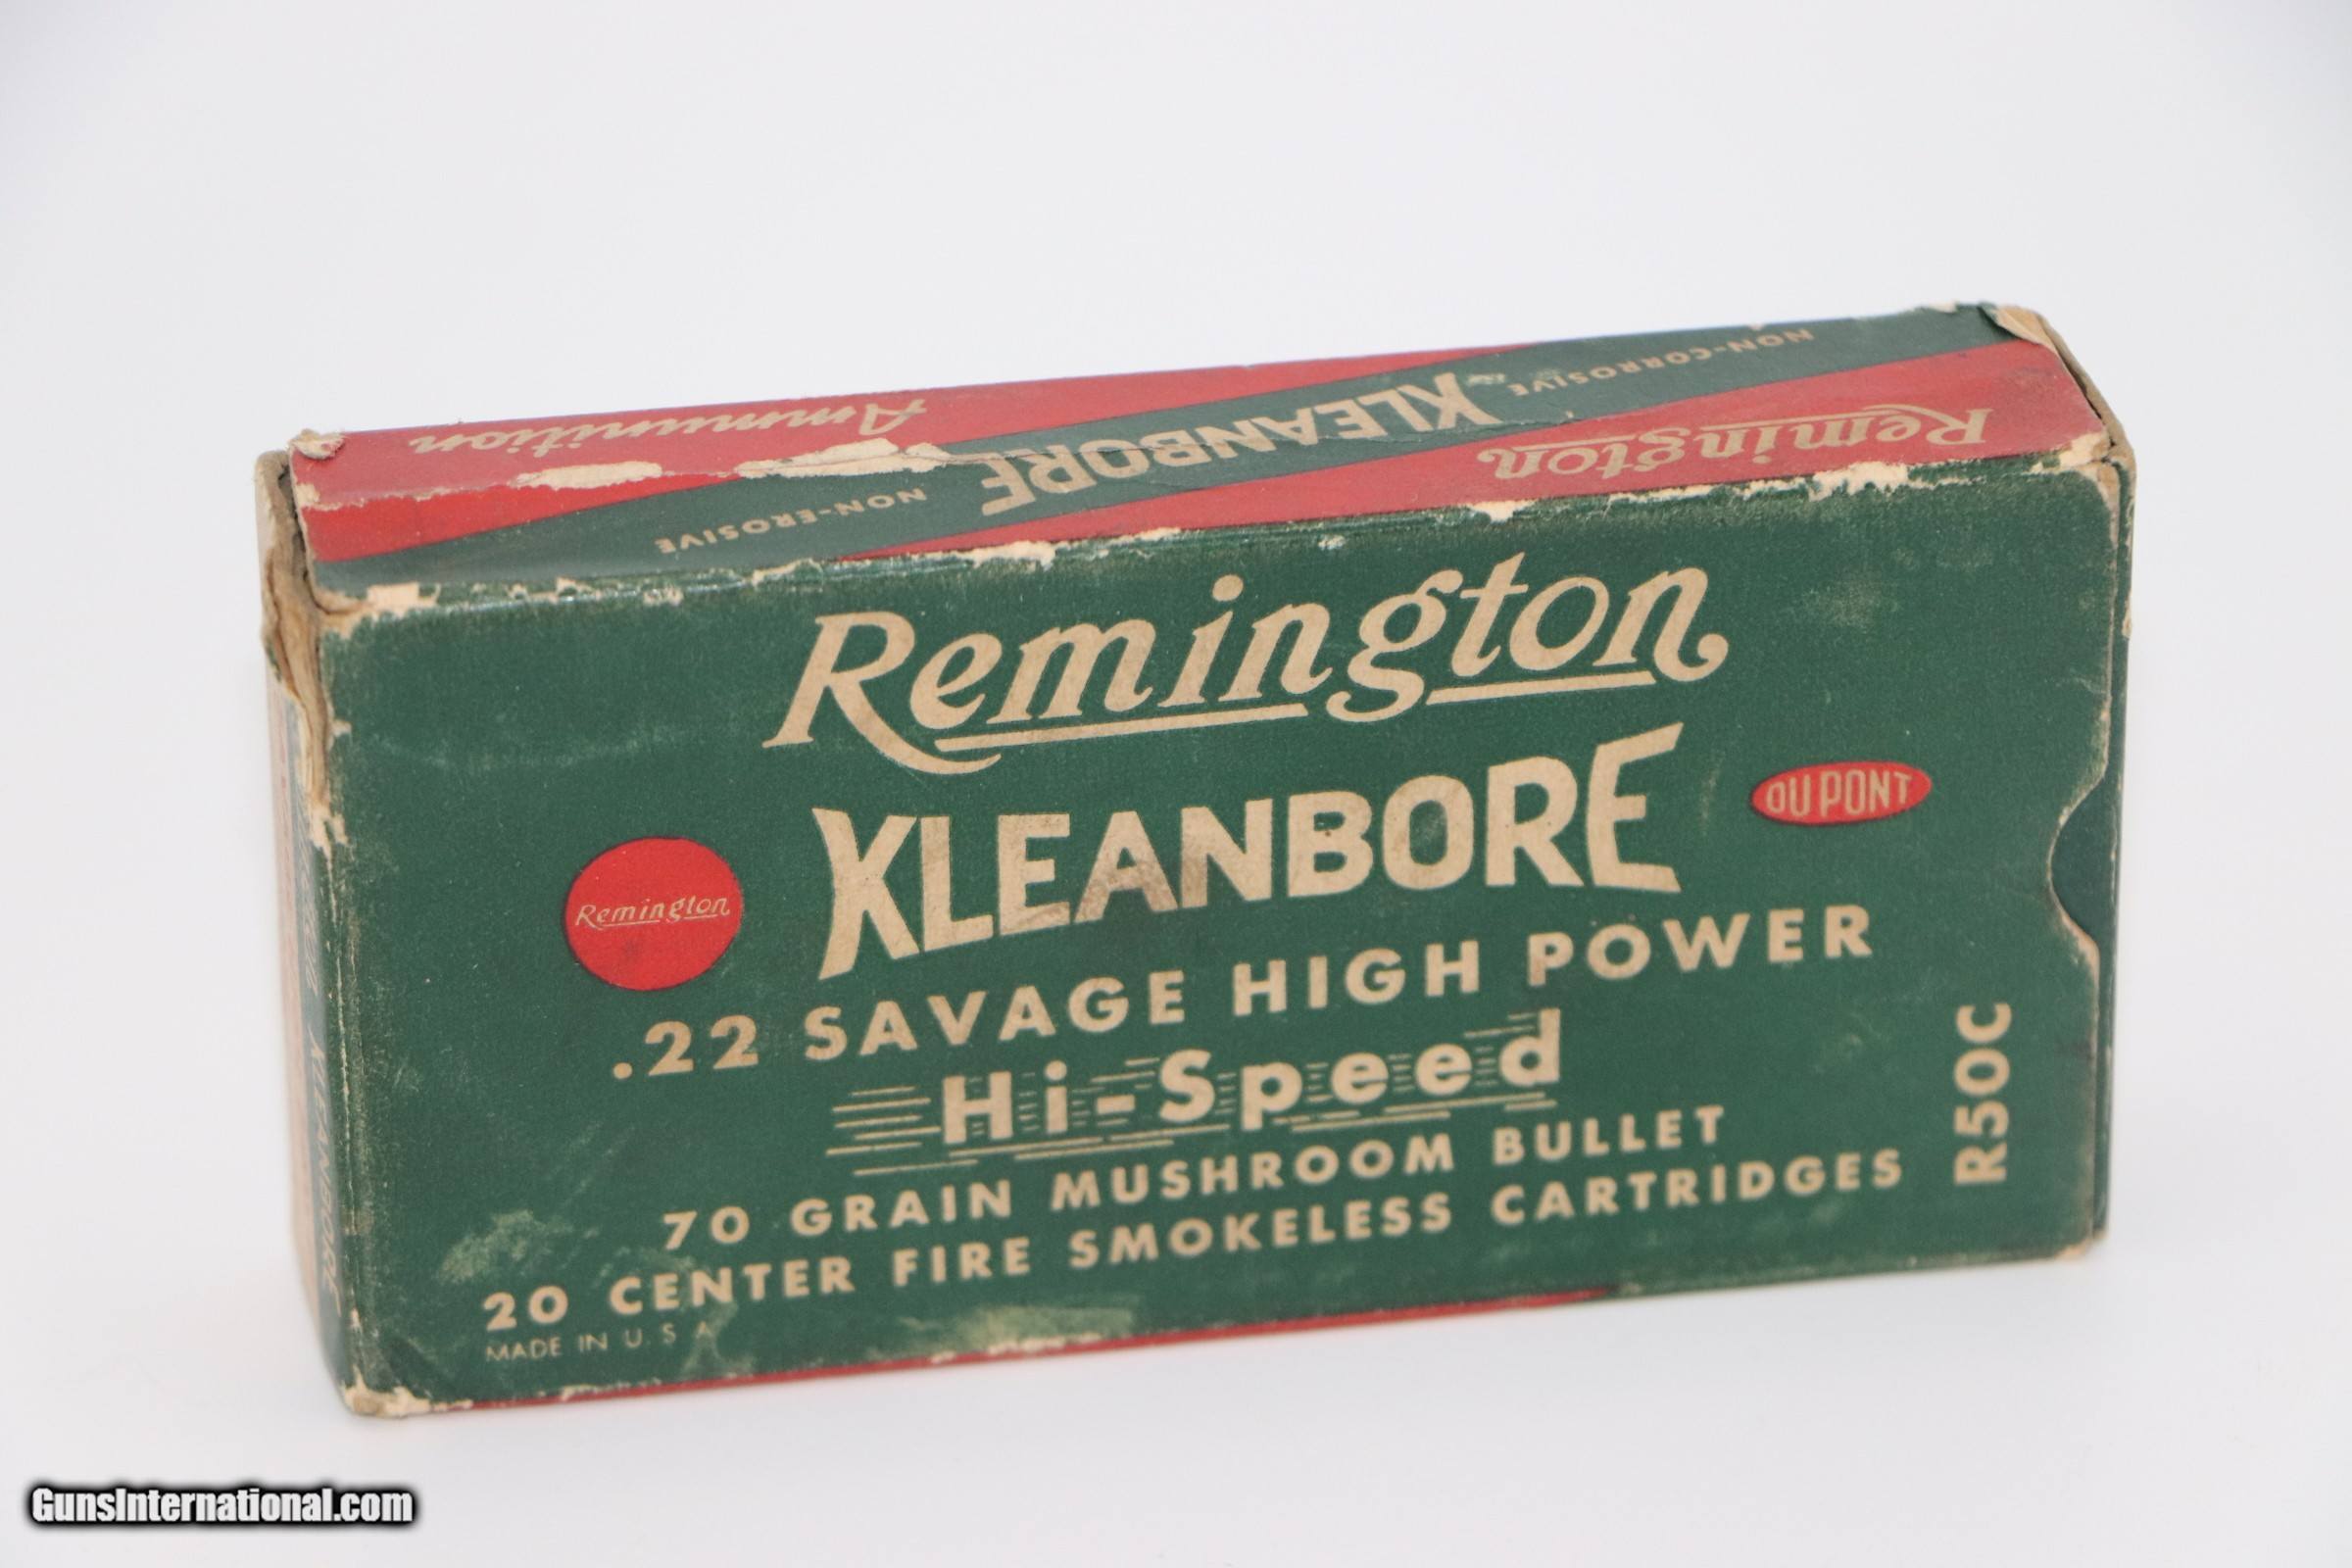 Remington
KLEANBORE
NON-CORROSIVE
NON-EROSIVE
Ammunition
Remington
KLEANBORE
DU PONT
Remington
.22 SAVAGE HIGH POWER
Hi-Speed
70 GRAIN MUSHROOM BULLET
20 CENTER FIRE SMOKELESS CARTRIDGES
MADE IN U.S A
R50C
KLEANBORE
GunsInternational.com